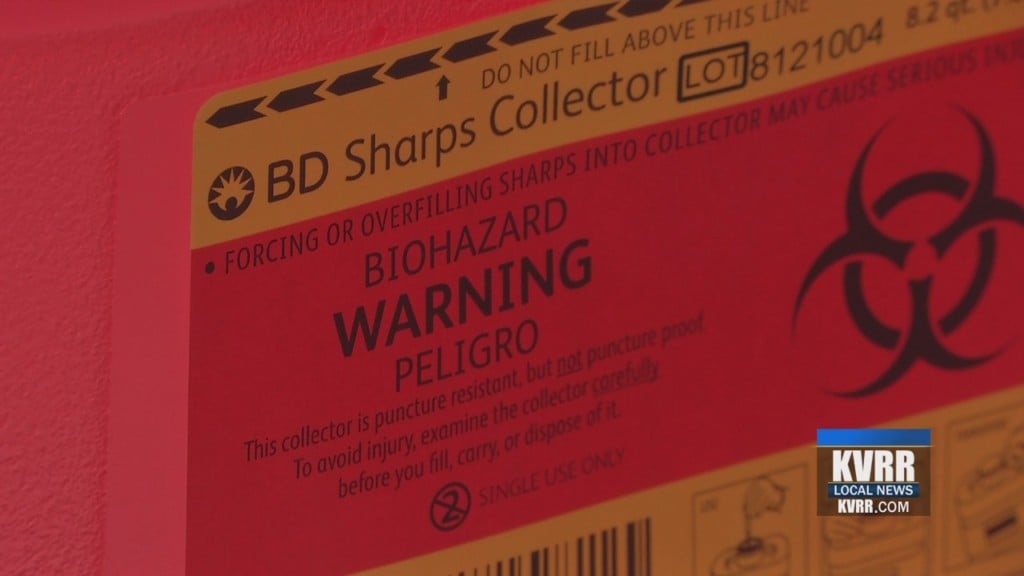 DO NOT FILL ABOVE THIS LINE
BD Sharps Collector LOT 8121004 8.2 qt.
• FORCING OR OVERFILLING SHARPS INTO COLLECTOR MAY CAUSE SERIOUS
BIOHAZARD
WARNING
PELIGRO
This collector is puncture resistant, but not puncture proof.
To avoid injury, examine the collector carefully
before you fill, carry, or dispose of it.
2 SINGLE USE ONLY
KVRR
LOCAL NEWS
KVRR.COM